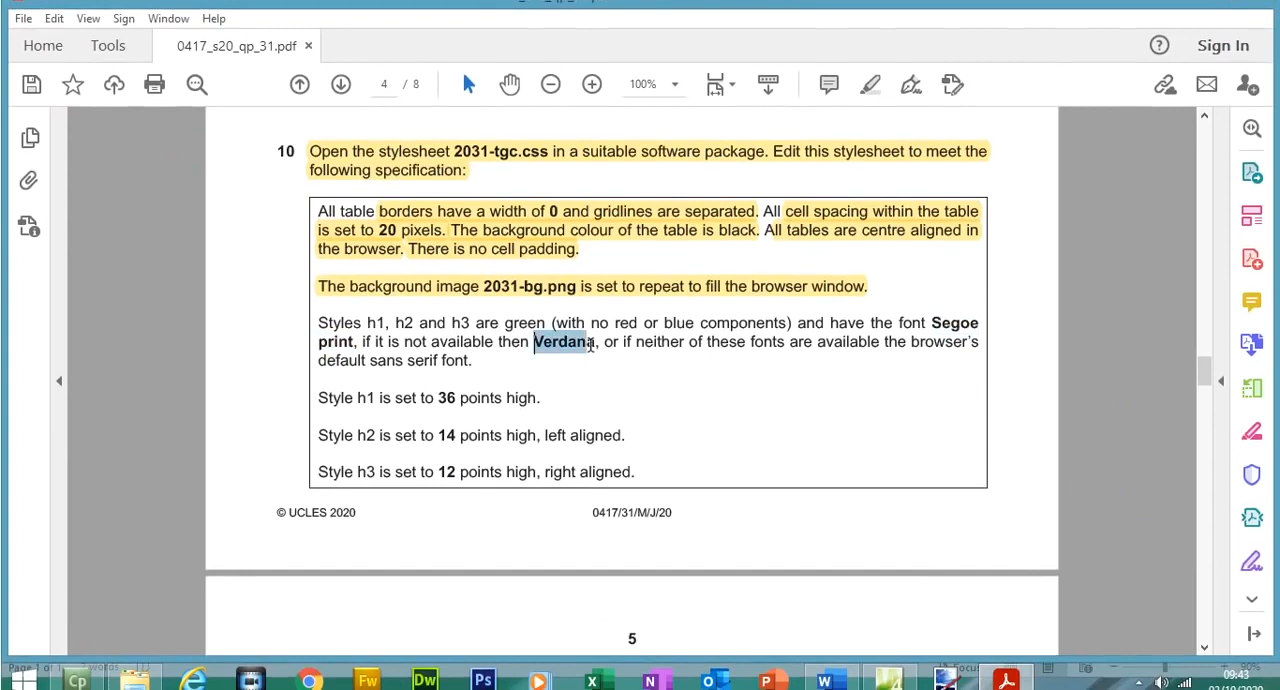 File Edit View Sign Window Help
Home Tools 0417_s20_qp_31.pdf × Sign In
4 / 8 100%
10 Open the stylesheet 2031-tgc.css in a suitable software package. Edit this stylesheet to meet the
following specification:
All table borders have a width of 0 and gridlines are separated. All cell spacing within the table
is set to 20 pixels. The background colour of the table is black. All tables are centre aligned in
the browser. There is no cell padding.
The background image 2031-bg.png is set to repeat to fill the browser window.
Styles h1, h2 and h3 are green (with no red or blue components) and have the font Segoe
print, if it is not available then Verdana, or if neither of these fonts are available the browser's
default sans serif font.
Style h1 is set to 36 points high.
Style h2 is set to 14 points high, left aligned.
Style h3 is set to 12 points high, right aligned.
© UCLES 2020 0417/31/M/J/20
5
Cp Fw Dw Ps 09:43